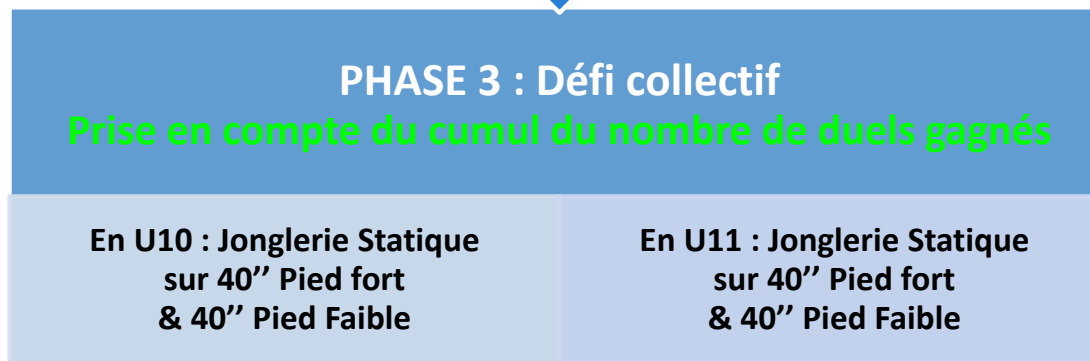 PHASE 3 : Défi collectif
Prise en compte du cumul du nombre de duels gagnés
En U10 : Jonglerie Statique
sur 40’’ Pied fort
& 40’’ Pied Faible
En U11 : Jonglerie Statique
sur 40’’ Pied fort
& 40’’ Pied Faible